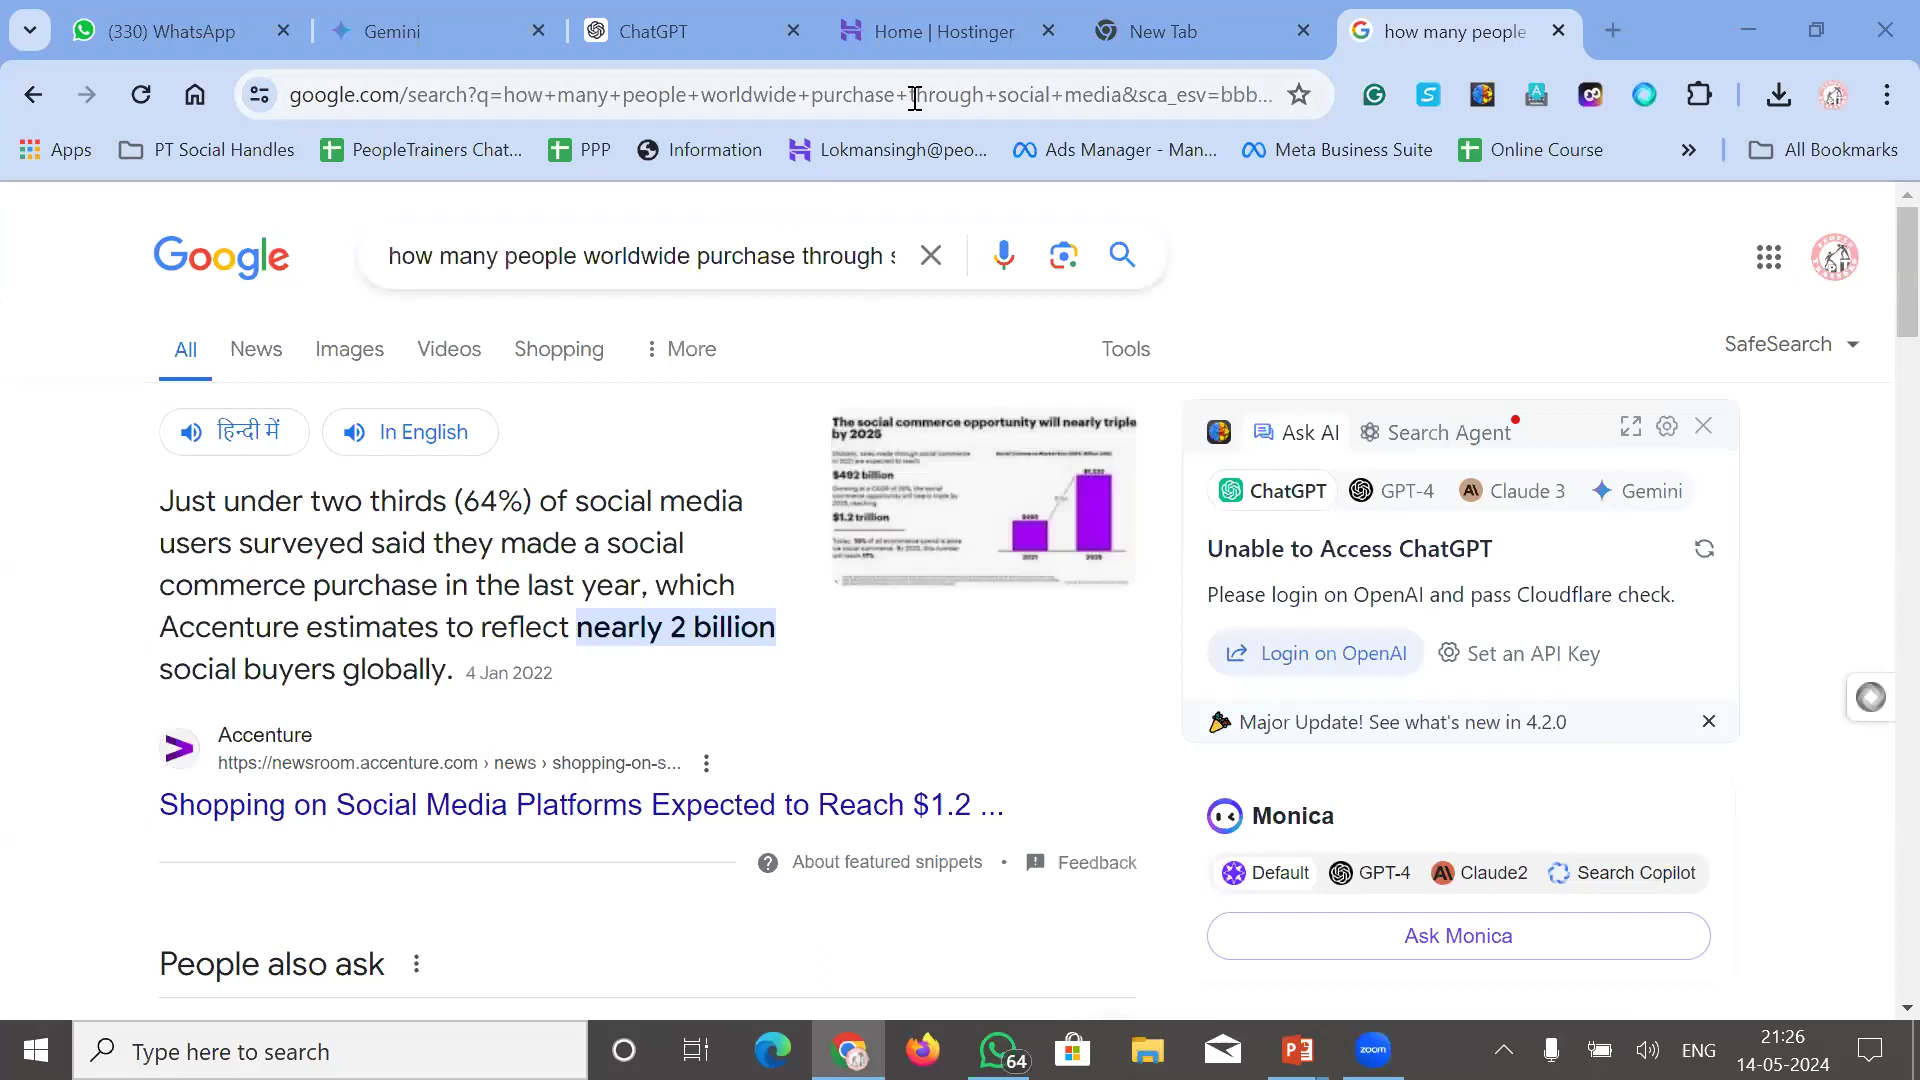 (330) WhatsApp
Gemini
ChatGPT
Home | Hostinger
New Tab
how many people
google.com/search?q=how+many+people+worldwide+purchase+through+social+media&sca_esv=bbb...
Apps
PT Social Handles
PeopleTrainers Chat...
PPP
Information
Lokmansingh@peo...
Ads Manager - Man...
Meta Business Suite
Online Course
All Bookmarks
Google
how many people worldwide purchase through s
All
News
Images
Videos
Shopping
More
Tools
SafeSearch
हिन्दी में
In English
The social commerce opportunity will nearly triple
by 2025
$492 billion
$1.2 trillion
Just under two thirds (64%) of social media
users surveyed said they made a social
commerce purchase in the last year, which
Accenture estimates to reflect nearly 2 billion
social buyers globally. 4 Jan 2022
Accenture
https://newsroom.accenture.com › news › shopping-on-s...
Shopping on Social Media Platforms Expected to Reach $1.2 ...
About featured snippets
Feedback
People also ask
Ask AI
Search Agent
ChatGPT
GPT-4
Claude 3
Gemini
Unable to Access ChatGPT
Please login on OpenAI and pass Cloudflare check.
Login on OpenAI
Set an API Key
Major Update! See what's new in 4.2.0
Monica
Default
GPT-4
Claude2
Search Copilot
Ask Monica
Type here to search
64
zoom
ENG
21:26
14-05-2024